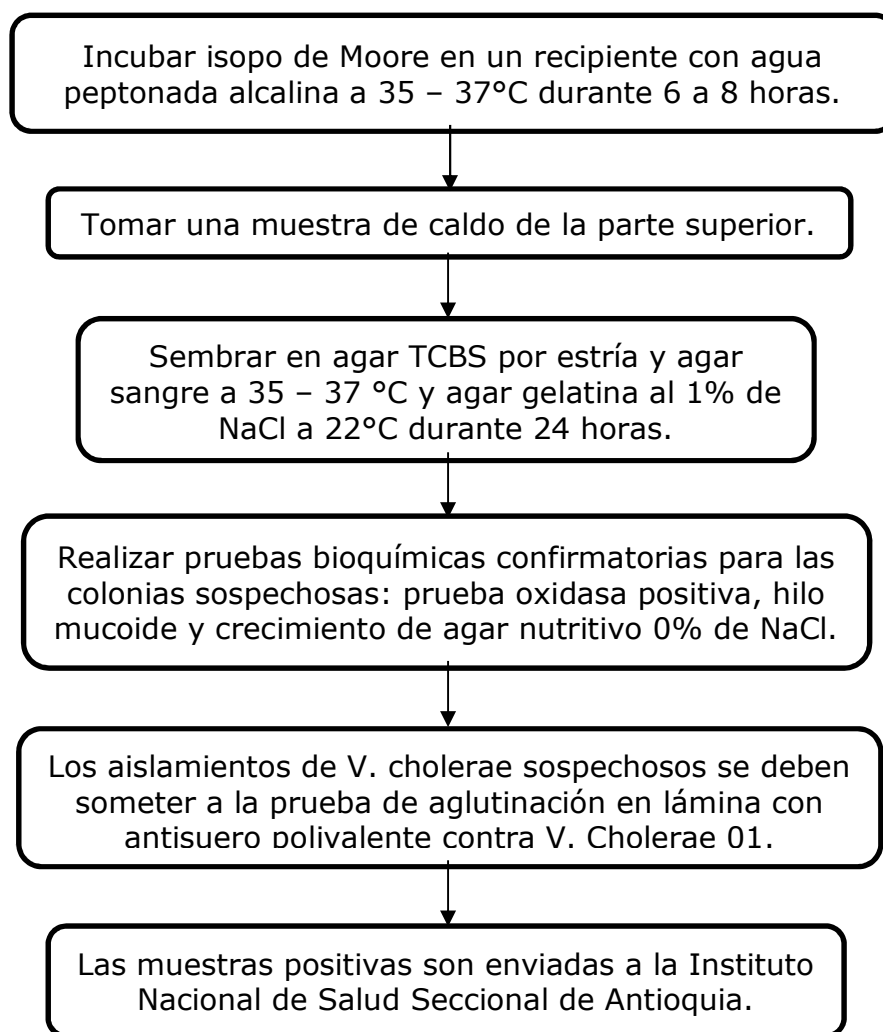 Incubar isopo de Moore en un recipiente con agua
peptonada alcalina a 35 – 37°C durante 6 a 8 horas.
Tomar una muestra de caldo de la parte superior.
Sembrar en agar TCBS por estría y agar
sangre a 35 – 37 °C y agar gelatina al 1% de
NaCl a 22°C durante 24 horas.
Realizar pruebas bioquímicas confirmatorias para las
colonias sospechosas: prueba oxidasa positiva, hilo
mucoide y crecimiento de agar nutritivo 0% de NaCl.
Los aislamientos de V. cholerae sospechosos se deben
someter a la prueba de aglutinación en lámina con
antisuero polivalente contra V. Cholerae 01.
Las muestras positivas son enviadas a la Instituto
Nacional de Salud Seccional de Antioquia.